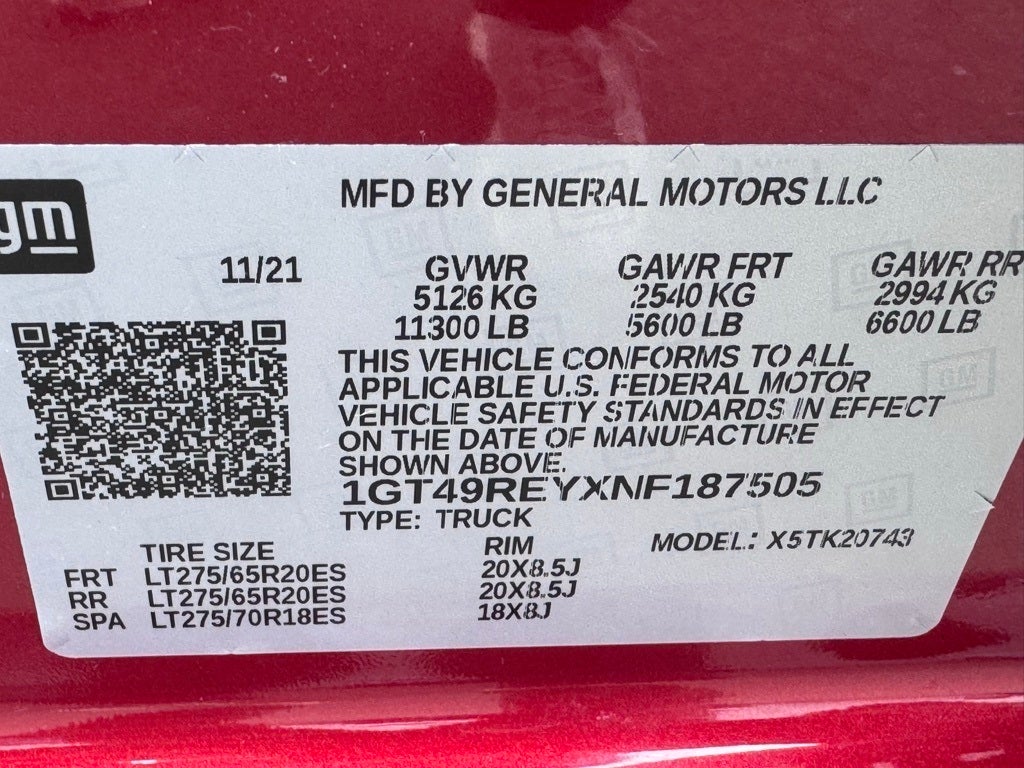 gm
MFD BY GENERAL MOTORS LLC
11/21 GVWR GAWR FRT GAWR RR
5126 KG 2540 KG 2994 KG
11300 LB 5600 LB 6600 LB
THIS VEHICLE CONFORMS TO ALL
APPLICABLE U.S. FEDERAL MOTOR
VEHICLE SAFETY STANDARDS IN EFFECT
ON THE DATE OF MANUFACTURE
SHOWN ABOVE.
1GT49REYXNF187505
TYPE: TRUCK
MODEL: X5TK20743
TIRE SIZE RIM
FRT LT275/65R20ES 20X8.5J
RR LT275/65R20ES 20X8.5J
SPA LT275/70R18ES 18X8J